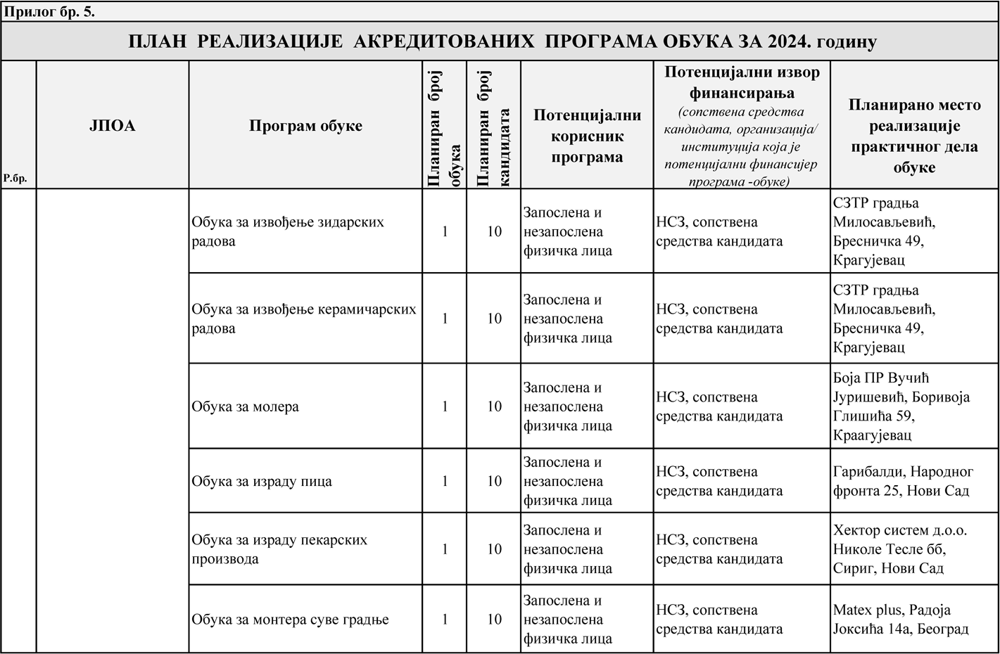 Прилог бр. 5.
ПЛАН РЕАЛИЗАЦИЈЕ АКРЕДИТОВАНИХ ПРОГРАМА ОБУКА ЗА 2024. годину
Р.бр.
ЈПОА
Програм обуке
Планиран број
обука
Планиран број
кандидата
Потенцијални
корисник
програма
Потенцијални извор
финансирања
(сопствена средства
кандидата, организација/
институција која је
потенцијални финансијер
програма -обуке)
Планирано место
реализације
практичног дела
обуке
Обука за извођење зидарских
радова
1
10
Запослена и
незапослена
физичка лица
НСЗ, сопствена
средства кандидата
СЗТР градња
Милосављевић,
Бресничка 49,
Крагујевац
Обука за извођење керамичарских
радова
1
10
Запослена и
незапослена
физичка лица
НСЗ, сопствена
средства кандидата
СЗТР градња
Милосављевић,
Бресничка 49,
Крагујевац
Обука за молера
1
10
Запослена и
незапослена
физичка лица
НСЗ, сопствена
средства кандидата
Боја ПР Вучић
Јуришевић, Боривоја
Глишића 59,
Краагујевац
Обука за израду пица
1
10
Запослена и
незапослена
физичка лица
НСЗ, сопствена
средства кандидата
Гарибалди, Народног
фронта 25, Нови Сад
Обука за израду пекарских
производа
1
10
Запослена и
незапослена
физичка лица
НСЗ, сопствена
средства кандидата
Хектор систем д.о.о.
Николе Тесле бб,
Сириг, Нови Сад
Обука за монтера суве градње
1
10
Запослена и
незапослена
физичка лица
НСЗ, сопствена
средства кандидата
Matex plus, Радоја
Јоксића 14а, Београд